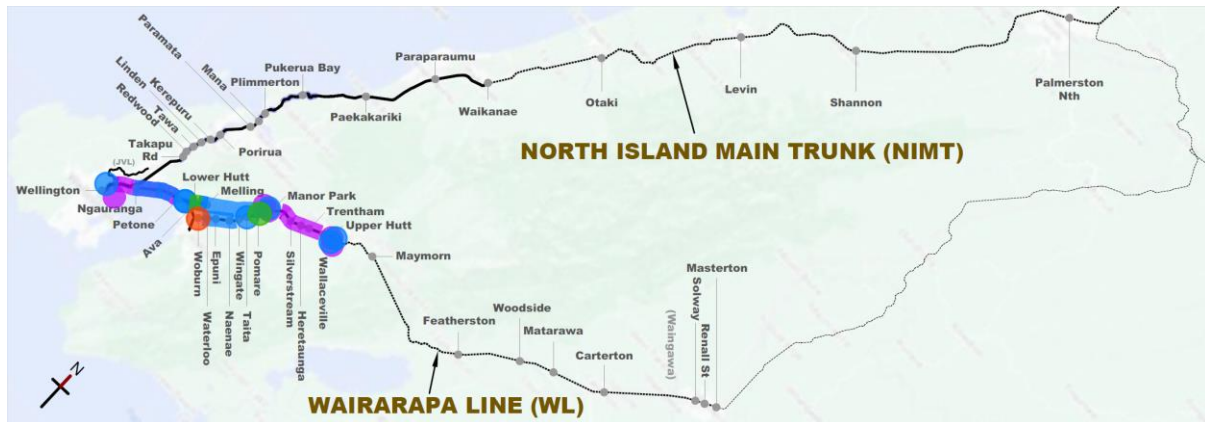 Paramata
Mana
Plimmerton
Pukerua Bay
Paraparaumu
Paekakariki
Waikanae
Otaki
Levin
Shannon
Palmerston
Nth
Linden
Kerepuru
Redwood
Tawa
Takapu
Rd
Porirua
NORTH ISLAND MAIN TRUNK (NIMT)
(JVL)
Wellington
Ngauranga
Petone
Ava
Lower Hutt
Melling
Manor Park
Trentham
Upper Hutt
Woburn
Waterloo
Epuni
Naenae
Wingate
Taita
Pomare
Silverstream
Heretaunga
Wallaceville
Maymorn
Featherston
Woodside
Matarawa
Carterton
(Waingawa)
Solway
Renall St
Masterton
WAIRARAPA LINE (WL)
N